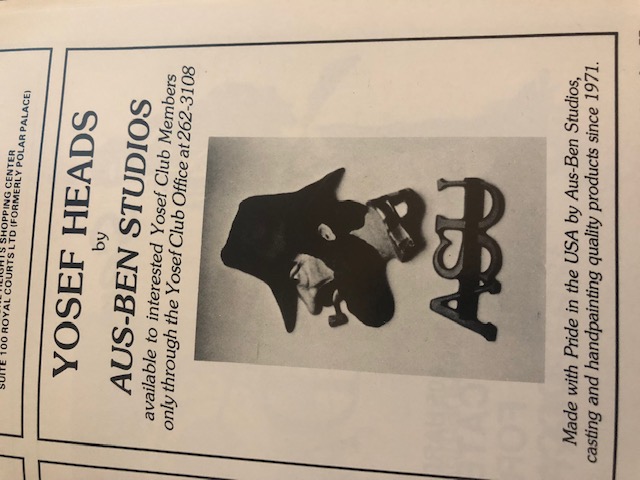 SUITE 100 ROYAL COURTS LTD (FORMERLY POLAR PALACE)
HEIGHTS SHOPPING CENTER
YOSEF HEADS
by
AUS-BEN STUDIOS
available to interested Yosef Club Members
only through the Yosef Club Office at 262-3108
ASU
Made with Pride in the USA by Aus-Ben Studios,
casting and handpainting quality products since 1971.